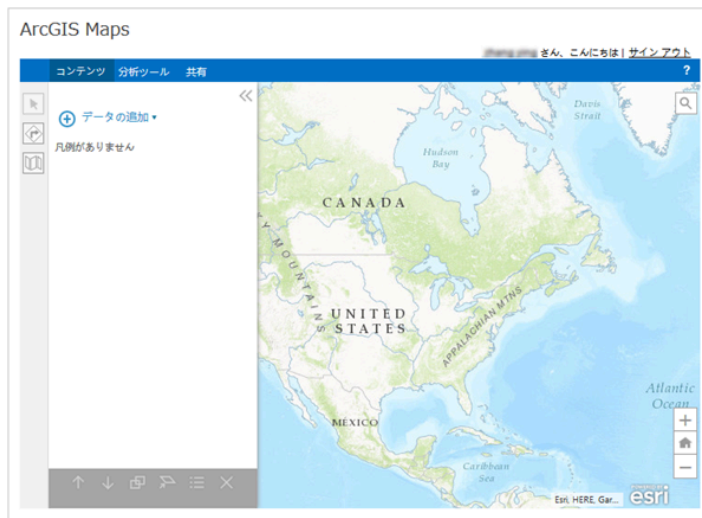 ArcGIS Maps
さん、こんにちは | サイン アウト
コンテンツ 分析ツール 共有 ?
データの追加
凡例がありません
Davis
Strait
Hudson
Bay
CANADA
Y MOUNTAINS
UNITED
STATES
APPALACHIAN MTNS
Atlantic
Ocean
MÉXICO
Caribbean
Sea
Esri, HERE, Gar...
esri